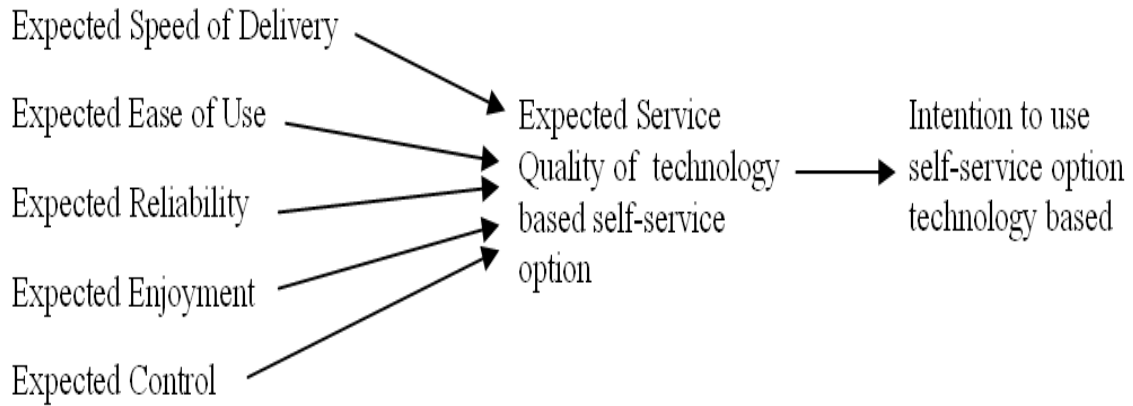 Expected Speed of Delivery
Expected Ease of Use
Expected Reliability
Expected Enjoyment
Expected Control
Expected Service
Quality of technology
based self-service
option
Intention to use
self-service option
technology based